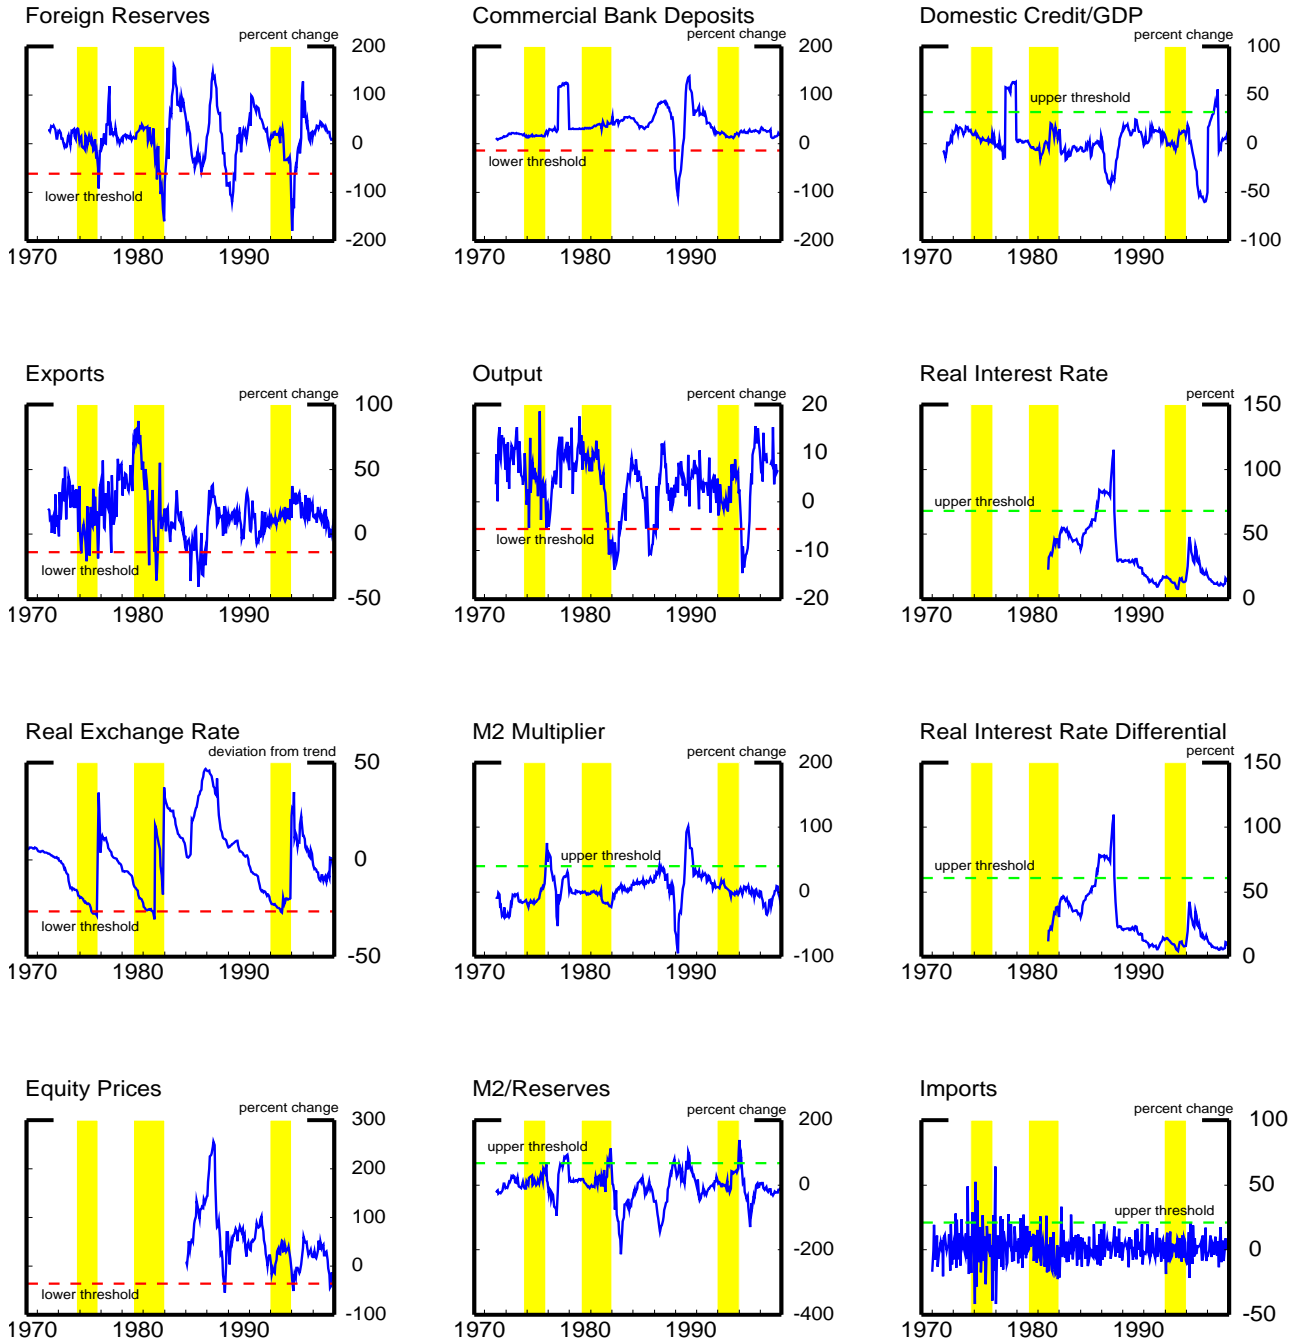 Foreign Reserves
percent change
200
100
0
-100
-200
lower threshold
1970 1980 1990
Commercial Bank Deposits
percent change
200
100
0
-100
-200
lower threshold
1970 1980 1990
Domestic Credit/GDP
percent change
100
50
0
-50
-100
upper threshold
1970 1980 1990
Exports
percent change
100
50
0
-50
lower threshold
1970 1980 1990
Output
percent change
20
10
0
-10
-20
lower threshold
1970 1980 1990
Real Interest Rate
percent
150
100
50
0
upper threshold
1970 1980 1990
Real Exchange Rate
deviation from trend
50
0
-50
lower threshold
1970 1980 1990
M2 Multiplier
percent change
200
100
0
-100
upper threshold
1970 1980 1990
Real Interest Rate Differential
percent
150
100
50
0
upper threshold
1970 1980 1990
Equity Prices
percent change
300
200
100
0
-100
lower threshold
1970 1980 1990
M2/Reserves
percent change
200
0
-200
-400
upper threshold
1970 1980 1990
Imports
percent change
100
50
0
-50
upper threshold
1970 1980 1990